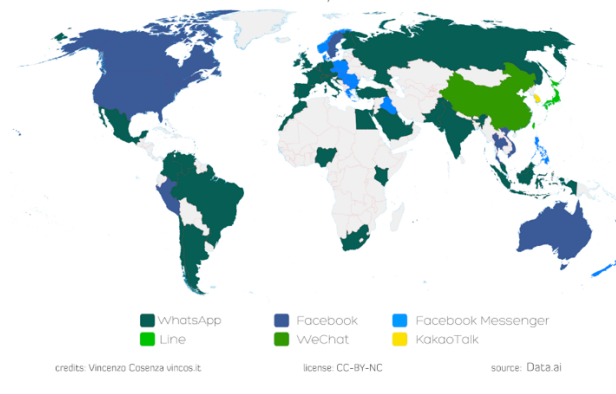 WhatsApp Facebook Facebook Messenger
Line WeChat KakaoTalk
credits: Vincenzo Cosenza vincos.it license: CC-BY-NC source: Data.ai